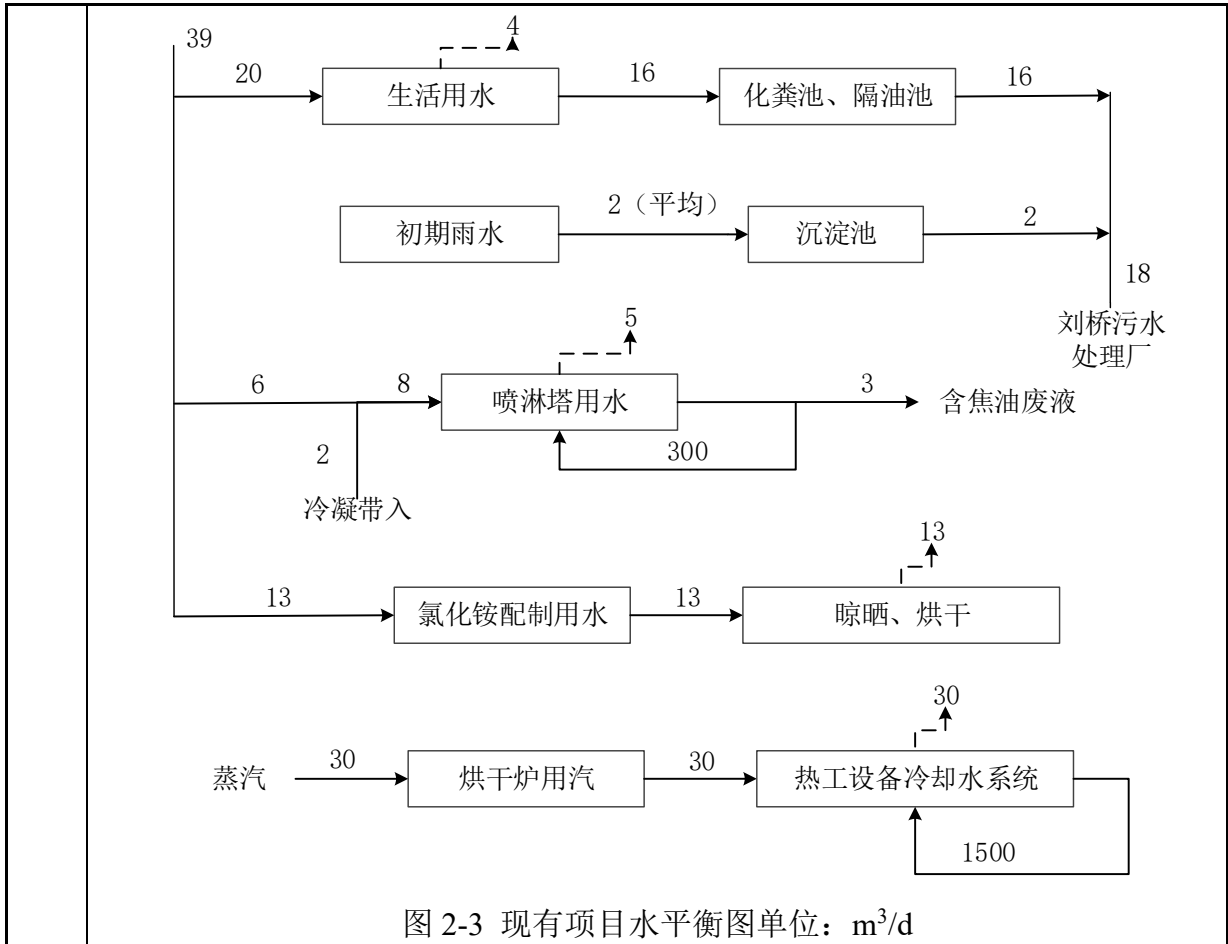 39
4
20
生活用水
16
化粪池、隔油池
16
初期雨水
2（平均）
沉淀池
2
18
刘桥污水
处理厂
5
6
8
喷淋塔用水
3
含焦油废液
300
2
冷凝带入
13
13
氯化铵配制用水
13
晾晒、烘干
30
蒸汽
30
烘干炉用汽
30
热工设备冷却水系统
1500
图 2-3 现有项目水平衡图单位：m³/d